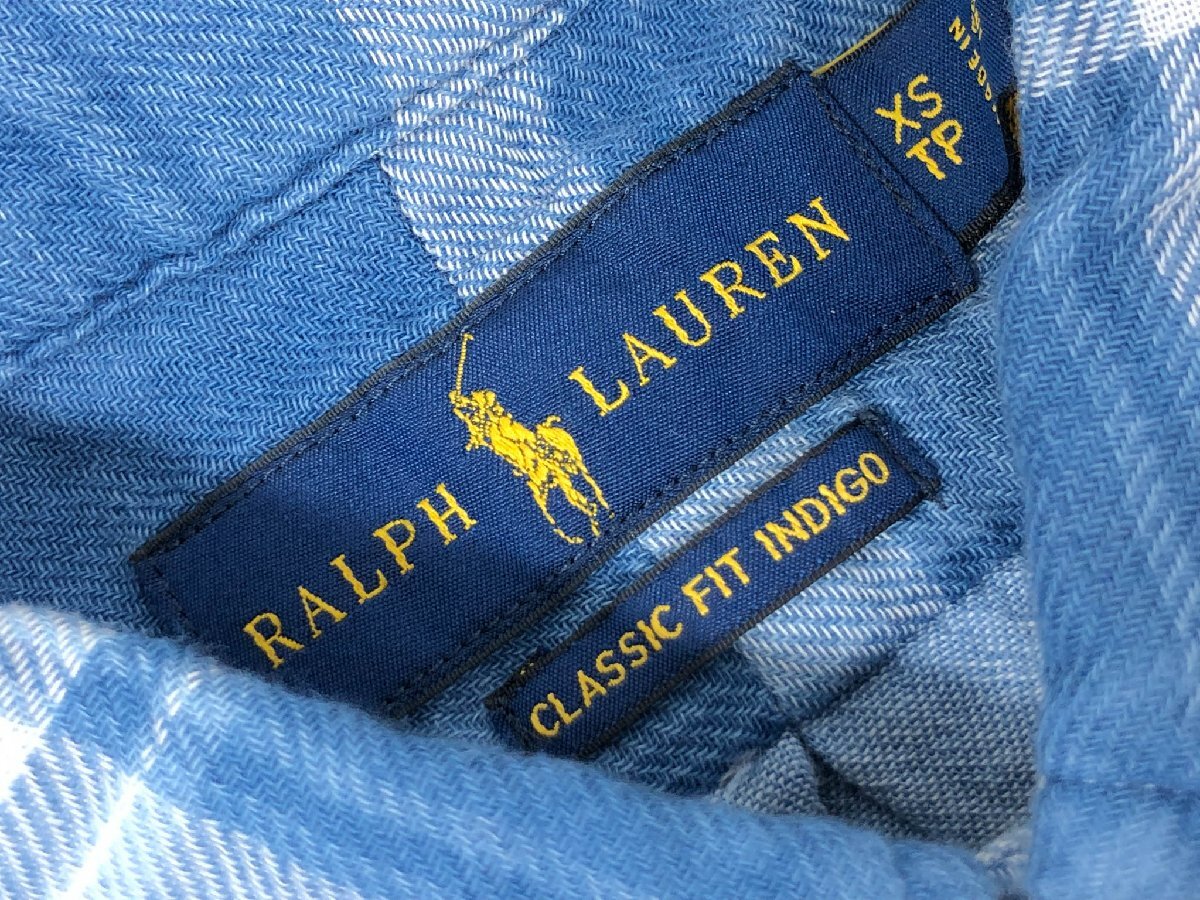 XS
TP
RALPH LAUREN
CLASSIC FIT INDIGO